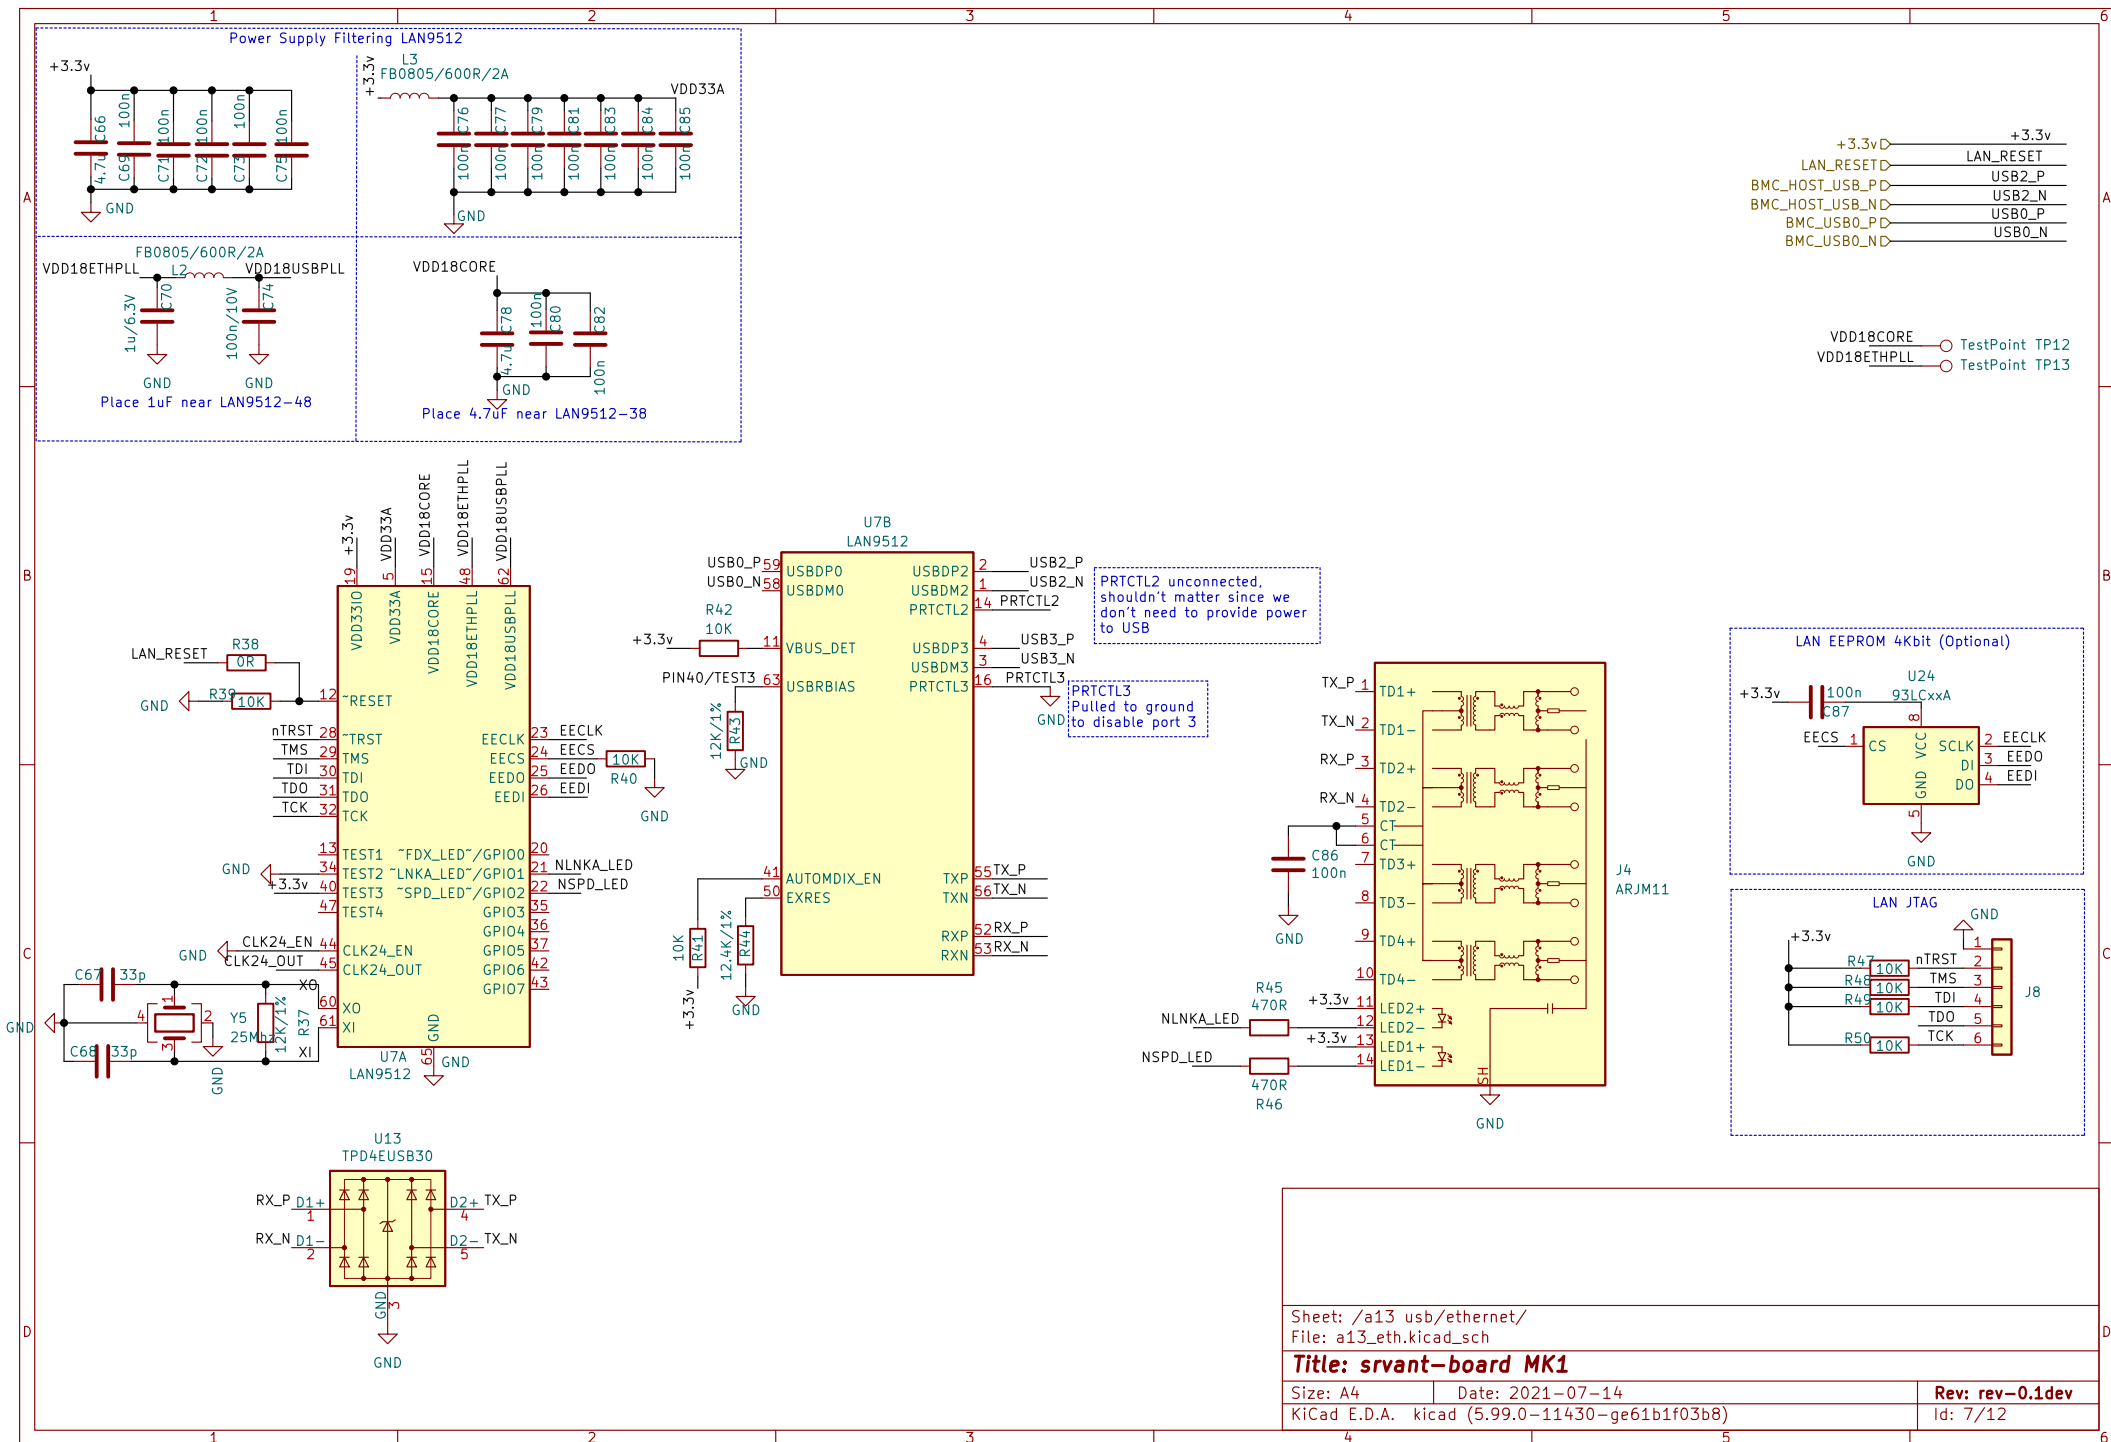 1 2 3 4 5 6
Power Supply Filtering LAN9512
+3.3v
C66 4.7u
100n C69
100n C71
100n C72
100n C73
100n C75
GND
+3.3v
L3
FB0805/600R/2A
VDD33A
C76 100n
C77 100n
C79 100n
C81 100n
C83 100n
C84 100n
C85 100n
GND
FB0805/600R/2A
VDD18ETHPLL L2 VDD18USBPLL
C70 1u/6.3V
C74 100n/10V
GND GND
Place 1uF near LAN9512-48
VDD18CORE
C78 4.7u
100n C80
C82 100n
GND
Place 4.7uF near LAN9512-38
+3.3v +3.3v
LAN_RESET LAN_RESET
BMC_HOST_USB_P USB2_P
BMC_HOST_USB_N USB2_N
BMC_USB0_P USB0_P
BMC_USB0_N USB0_N
VDD18CORE TestPoint TP12
VDD18ETHPLL TestPoint TP13
A A
B B
C C
D D
+3.3v VDD33A VDD18CORE VDD18ETHPLL VDD18USBPLL
19 5 15 48 62
VDD33IO VDD33A VDD18CORE VDD18ETHPLL VDD18USBPLL
LAN_RESET R38 0R
GND R39 10K 12 ~RESET
nTRST 28 ~TRST
TMS 29 TMS
TDI 30 TDI
TDO 31 TDO
TCK 32 TCK
13 TEST1
GND 34 TEST2
+3.3v 40 TEST3
47 TEST4
GND CLK24_EN 44 CLK24_EN
CLK24_OUT 45 CLK24_OUT
XO 60 XO
XI 61 XI
EECLK 23 EECLK
EECS 24 EECS
EEDO 25 EEDO
EEDI 26 EEDI
10K R40
GND
~FDX_LED~/GPIO0 20
~LNKA_LED~/GPIO1 21 NLNKA_LED
~SPD_LED~/GPIO2 22 NSPD_LED
GPIO3 35
GPIO4 36
GPIO5 37
GPIO6 42
GPIO7 43
GND 65 GND
U7A
LAN9512
C67 33p
C68 33p
GND
1 2 3 4
Y5
25Mhz
12K/1% R37
GND
U7B
LAN9512
USB0_P 59 USBDP0
USB0_N 58 USBDM0
R42
10K
+3.3v 11 VBUS_DET
PIN40/TEST3 63 USBRBIAS
12K/1% R43
GND
41 AUTOMDIX_EN
50 EXRES
10K R41
+3.3v
12.4K/1% R44
GND
USBDP2 2 USB2_P
USBDM2 1 USB2_N
PRTCTL2 14 PRTCTL2
USBDP3 4 USB3_P
USBDM3 3 USB3_N
PRTCTL3 16 PRTCTL3
GND
TXP 55 TX_P
TXN 56 TX_N
RXP 52 RX_P
RXN 53 RX_N
PRTCTL2 unconnected,
shouldn't matter since we
don't need to provide power
to USB
PRTCTL3
Pulled to ground
to disable port 3
TX_P 1 TD1+
TX_N 2 TD1-
RX_P 3 TD2+
RX_N 4 TD2-
5 CT
6 CT
7 TD3+
8 TD3-
9 TD4+
10 TD4-
+3.3v 11 LED2+
12 LED2-
+3.3v 13 LED1+
14 LED1-
C86
100n
GND
J4
ARJM11
R45
470R
NLNKA_LED
NSPD_LED
470R
R46
SH
GND
LAN EEPROM 4Kbit (Optional)
U24
93LCxxA
+3.3v 100n C87
8 VCC
EECS 1 CS
SCLK 2 EECLK
DI 3 EEDO
DO 4 EEDI
GND 5
GND
LAN JTAG
GND
+3.3v 1
R47 10K nTRST 2
R48 10K TMS 3
R49 10K TDI 4
TDO 5
R50 10K TCK 6
J8
U13
TPD4EUSB30
RX_P D1+ 1
RX_N D1- 2
D2+ 4 TX_P
D2- 5 TX_N
GND 3
GND
Sheet: /a13 usb/ethernet/
File: a13_eth.kicad_sch
Title: srvant-board MK1
Size: A4 Date: 2021-07-14 Rev: rev-0.1dev
KiCad E.D.A. kicad (5.99.0-11430-ge61b1f03b8) Id: 7/12
1 2 3 4 5 6